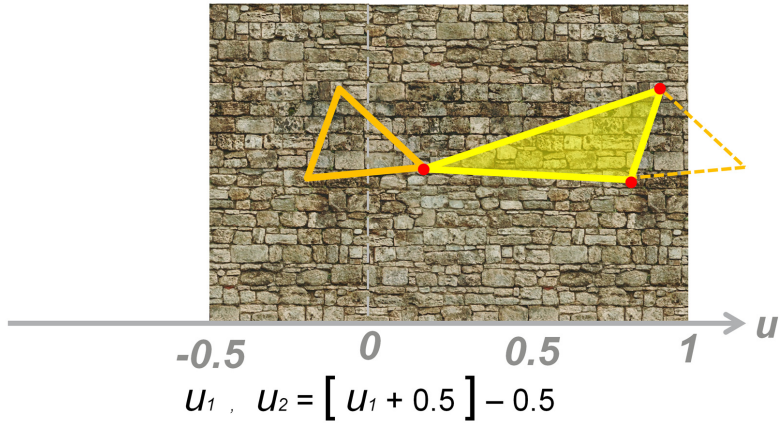 u
-0.5 0 0.5 1
u₁ , u₂ = [ u₁ + 0.5 ] – 0.5